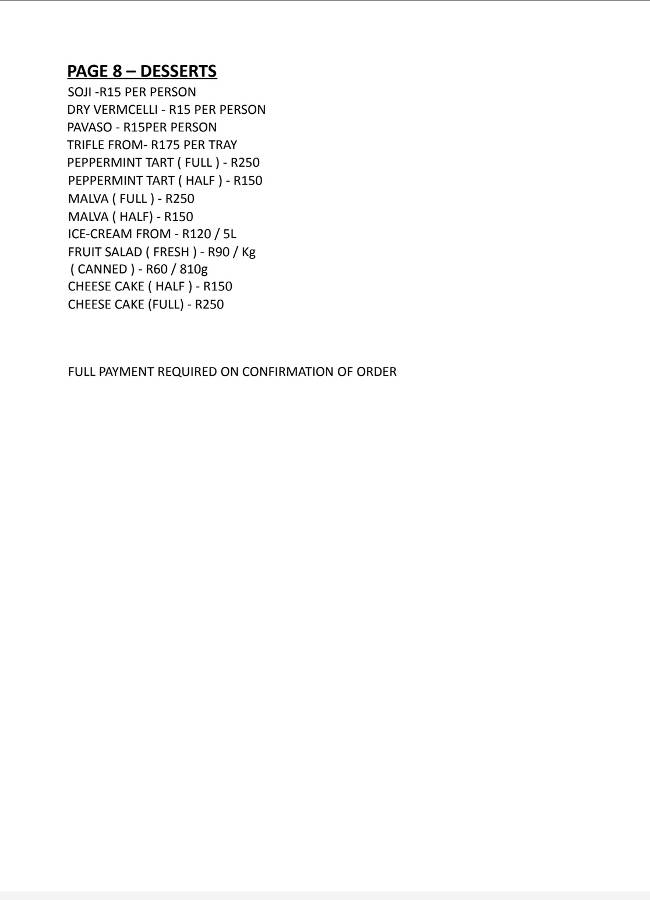 PAGE 8 – DESSERTS
SOJI -R15 PER PERSON
DRY VERMCELLI - R15 PER PERSON
PAVASO - R15PER PERSON
TRIFLE FROM- R175 PER TRAY
PEPPERMINT TART ( FULL ) - R250
PEPPERMINT TART ( HALF ) - R150
MALVA ( FULL ) - R250
MALVA ( HALF) - R150
ICE-CREAM FROM - R120 / 5L
FRUIT SALAD ( FRESH ) - R90 / Kg
( CANNED ) - R60 / 810g
CHEESE CAKE ( HALF ) - R150
CHEESE CAKE (FULL) - R250
FULL PAYMENT REQUIRED ON CONFIRMATION OF ORDER